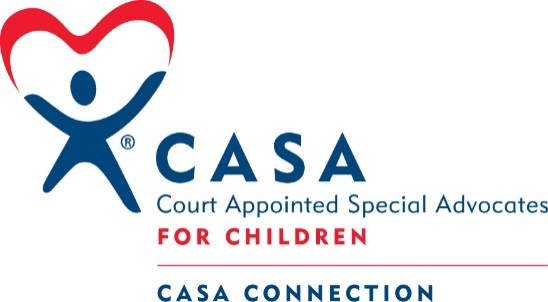 ® CASA
Court Appointed Special Advocates
FOR CHILDREN
CASA CONNECTION